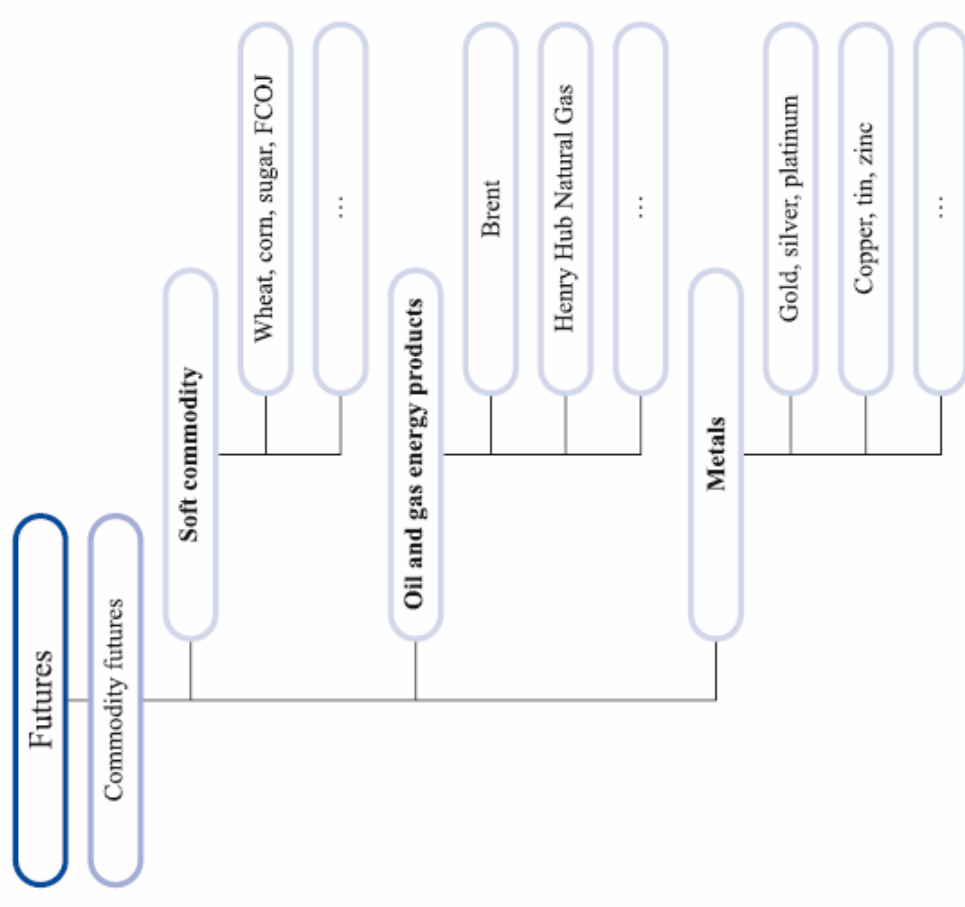 Futures
Commodity futures
Soft commodity
Wheat, corn, sugar, FCOJ
…
Oil and gas energy products
Brent
Henry Hub Natural Gas
…
Metals
Gold, silver, platinum
Copper, tin, zinc
…